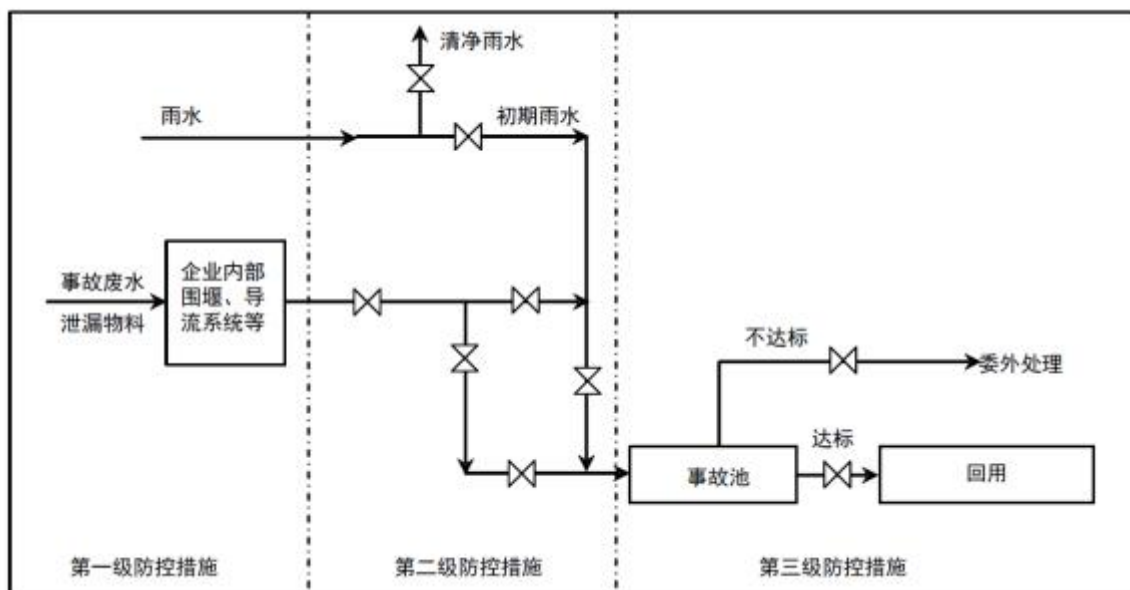 清净雨水
雨水
初期雨水
事故废水
泄漏物料
企业内部
围堰、导
流系统等
不达标
委外处理
达标
事故池
回用
第一级防控措施
第二级防控措施
第三级防控措施